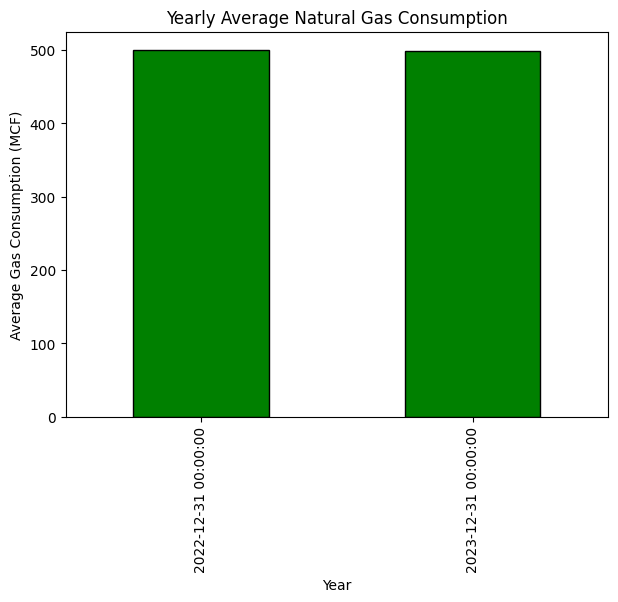 Yearly Average Natural Gas Consumption
Average Gas Consumption (MCF)
500
400
300
200
100
0
2022-12-31 00:00:00
2023-12-31 00:00:00
Year